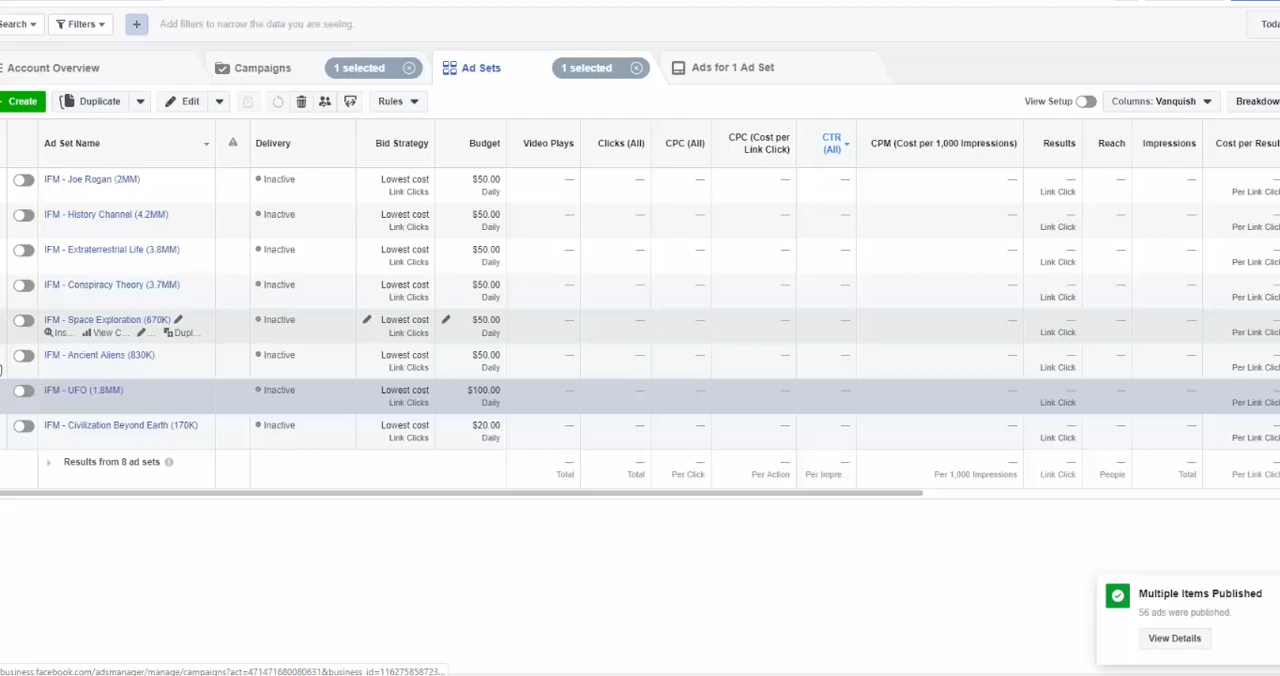 Search Filters + Add filters to narrow the data you are seeing.
Account Overview Campaigns 1 selected Ad Sets 1 selected Ads for 1 Ad Set
Create Duplicate Edit Rules View Setup Columns: Vanquish Breakdow
Ad Set Name Delivery Bid Strategy Budget Video Plays Clicks (All) CPC (All) CPC (Cost per Link Click) CTR (All) CPM (Cost per 1,000 Impressions) Results Reach Impressions Cost per Resul
IFM - Joe Rogan (2MM) Inactive Lowest cost $50.00 — — — — — — — — — —
Link Clicks Daily Link Click Per Link Clic
IFM - History Channel (4.2MM) Inactive Lowest cost $50.00 — — — — — — — — — —
Link Clicks Daily Link Click Per Link Clic
IFM - Extraterrestrial Life (3.8MM) Inactive Lowest cost $50.00 — — — — — — — — — —
Link Clicks Daily Link Click Per Link Clic
IFM - Conspiracy Theory (3.7MM) Inactive Lowest cost $50.00 — — — — — — — — — —
Link Clicks Daily Link Click Per Link Clic
IFM - Space Exploration (670K) Inactive Lowest cost $50.00 — — — — — — — — — —
Ins... View C... ... Dupl... Link Clicks Daily Link Click Per Link Clic
IFM - Ancient Aliens (830K) Inactive Lowest cost $50.00 — — — — — — — — — —
Link Clicks Daily Link Click Per Link Clic
IFM - UFO (1.8MM) Inactive Lowest cost $100.00 — — — — — — — — — —
Link Clicks Daily Link Click Per Link Clic
IFM - Civilization Beyond Earth (170K) Inactive Lowest cost $20.00 — — — — — — — — — —
Link Clicks Daily Link Click Per Link Clic
Results from 8 ad sets — — — — — — — — — —
Total Total Per Click Per Action Per Impre... Per 1,000 Impressions Link Click People Total Per Link Clic
Multiple Items Published
56 ads were published.
View Details
business.facebook.com/adsmanager/manage/campaigns?act=471471680080631&business_id=116275858723...